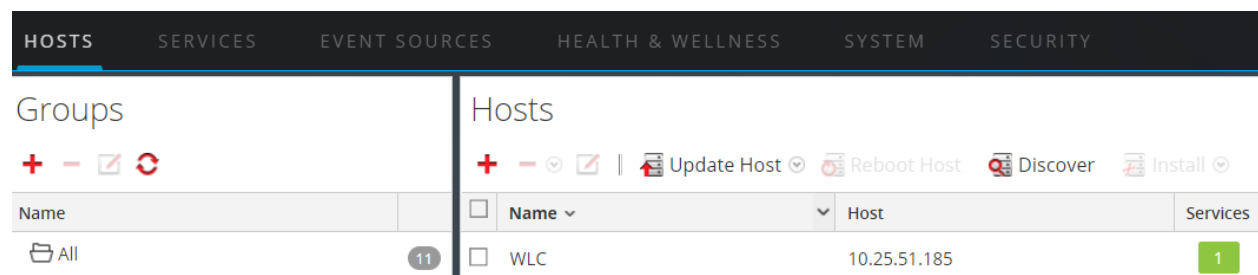 HOSTS SERVICES EVENT SOURCES HEALTH & WELLNESS SYSTEM SECURITY
Groups
Hosts
Update Host Reboot Host Discover Install
Name
Name Host Services
All 11
WLC 10.25.51.185 1